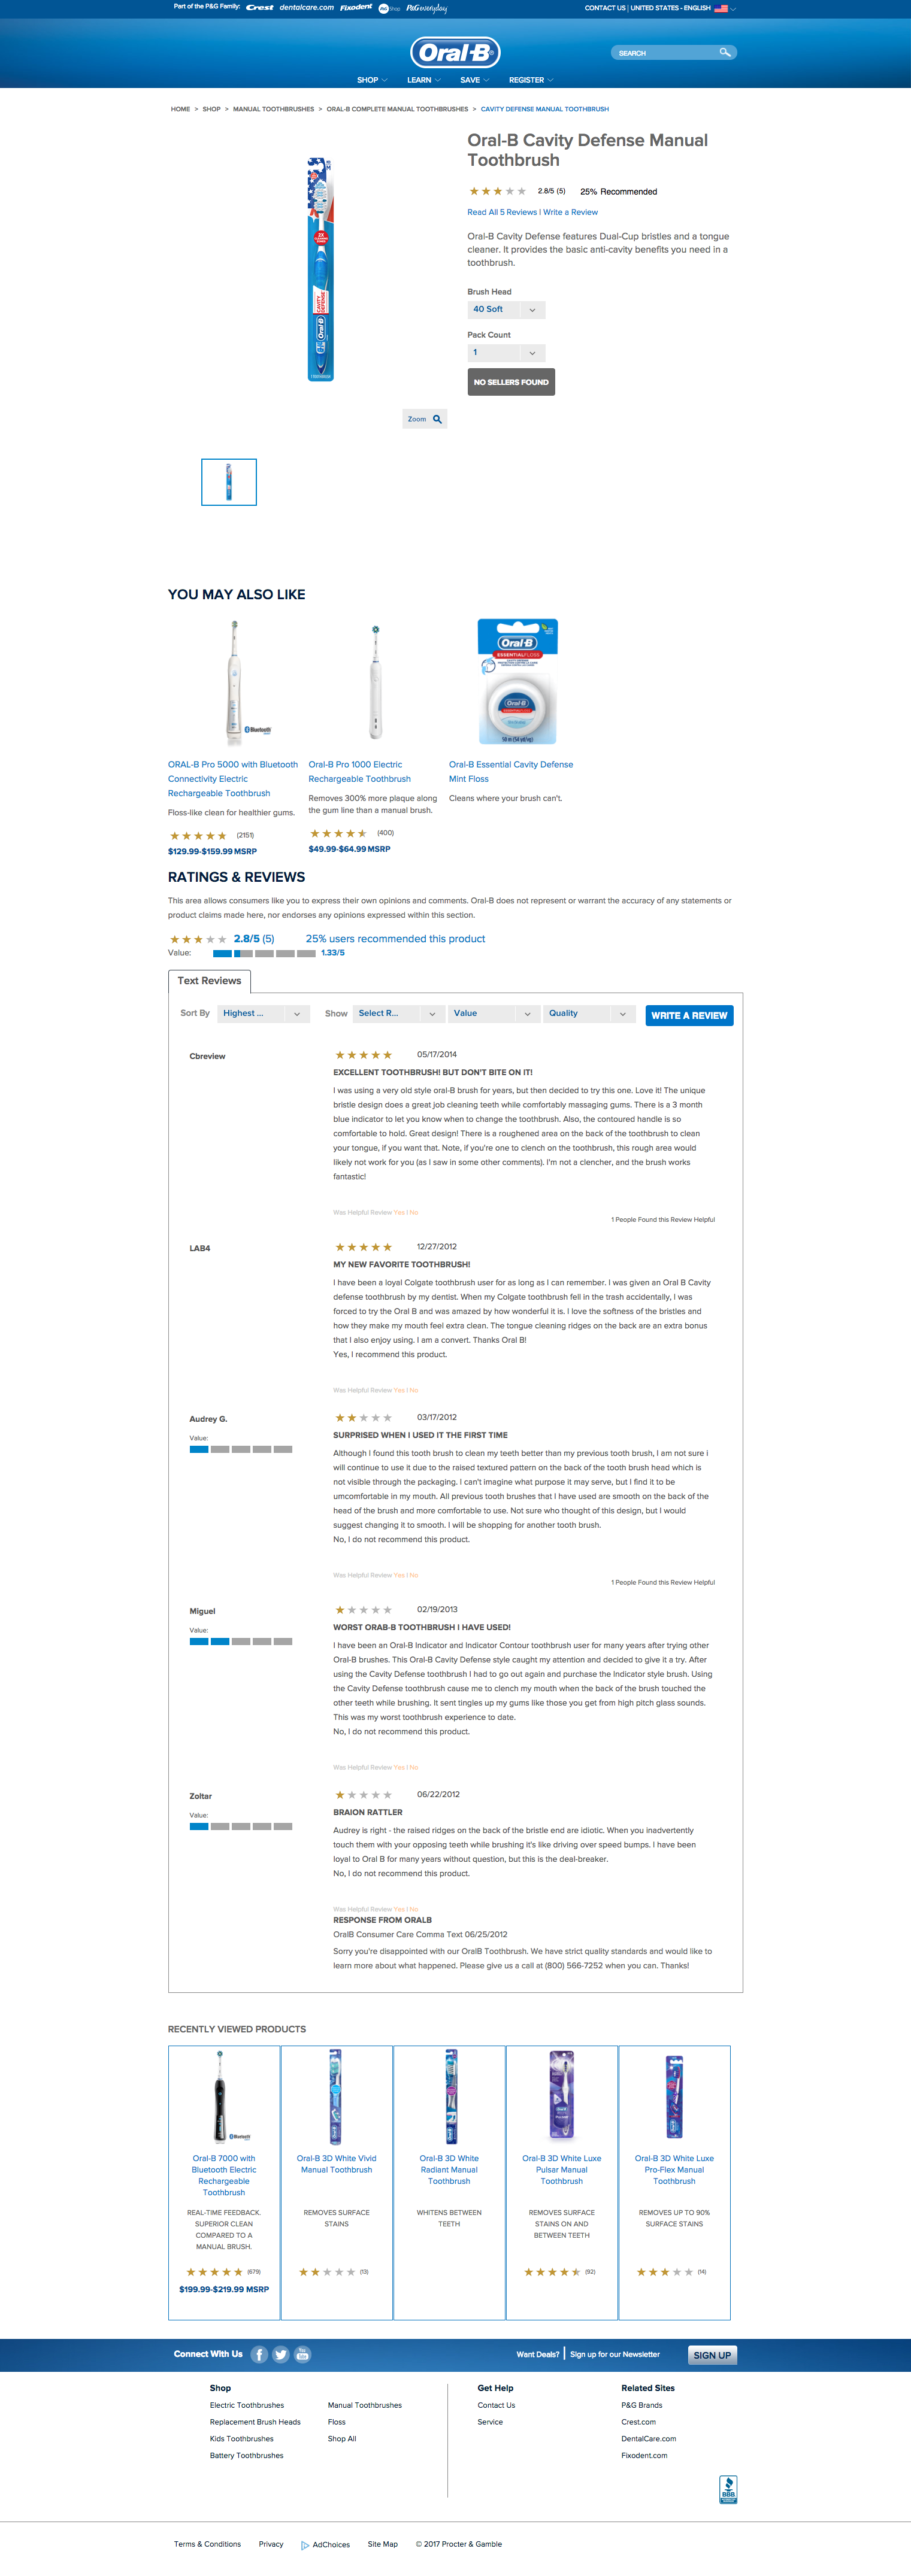 Part of the P&G Family: Crest dentalcare.com Fixodent P&G Shop P&G everyday
CONTACT US | UNITED STATES - ENGLISH
Oral-B
SEARCH
SHOP LEARN SAVE REGISTER
HOME > SHOP > MANUAL TOOTHBRUSHES > ORAL-B COMPLETE MANUAL TOOTHBRUSHES > CAVITY DEFENSE MANUAL TOOTHBRUSH
Oral-B Cavity Defense Manual
Toothbrush
2.8/5 (5) 25% Recommended
Read All 5 Reviews | Write a Review
Oral-B Cavity Defense features Dual-Cup bristles and a tongue
cleaner. It provides the basic anti-cavity benefits you need in a
toothbrush.
Brush Head
40 Soft
Pack Count
1
NO SELLERS FOUND
CAVITY DEFENSE
Oral-B
Zoom
YOU MAY ALSO LIKE
Bluetooth
Oral-B
ESSENTIALFLOSS
Oral-B
ORAL-B Pro 5000 with Bluetooth
Connectivity Electric
Rechargeable Toothbrush
Floss-like clean for healthier gums.
(2151)
$129.99-$159.99 MSRP
Oral-B Pro 1000 Electric
Rechargeable Toothbrush
Removes 300% more plaque along
the gum line than a manual brush.
(400)
$49.99-$64.99 MSRP
Oral-B Essential Cavity Defense
Mint Floss
Cleans where your brush can't.
RATINGS & REVIEWS
This area allows consumers like you to express their own opinions and comments. Oral-B does not represent or warrant the accuracy of any statements or
product claims made here, nor endorses any opinions expressed within this section.
2.8/5 (5) 25% users recommended this product
Value: 1.33/5
Text Reviews
Sort By Highest ... Show Select R... Value Quality WRITE A REVIEW
Cbreview
05/17/2014
EXCELLENT TOOTHBRUSH! BUT DON'T BITE ON IT!
I was using a very old style oral-B brush for years, but then decided to try this one. Love it! The unique
bristle design does a great job cleaning teeth while comfortably massaging gums. There is a 3 month
blue indicator to let you know when to change the toothbrush. Also, the contoured handle is so
comfortable to hold. Great design! There is a roughened area on the back of the toothbrush to clean
your tongue, if you want that. Note, if you're one to clench on the toothbrush, this rough area would
likely not work for you (as I saw in some other comments). I'm not a clencher, and the brush works
fantastic!
Was Helpful Review Yes | No
1 People Found this Review Helpful
LAB4
12/27/2012
MY NEW FAVORITE TOOTHBRUSH!
I have been a loyal Colgate toothbrush user for as long as I can remember. I was given an Oral B Cavity
defense toothbrush by my dentist. When my Colgate toothbrush fell in the trash accidentally, I was
forced to try the Oral B and was amazed by how wonderful it is. I love the softness of the bristles and
how they make my mouth feel extra clean. The tongue cleaning ridges on the back are an extra bonus
that I also enjoy using. I am a convert. Thanks Oral B!
Yes, I recommend this product.
Was Helpful Review Yes | No
Audrey G.
Value:
03/17/2012
SURPRISED WHEN I USED IT THE FIRST TIME
Although I found this tooth brush to clean my teeth better than my previous tooth brush, I am not sure i
will continue to use it due to the raised textured pattern on the back of the tooth brush head which is
not visible through the packaging. I can't imagine what purpose it may serve, but I find it to be
umcomfortable in my mouth. All previous tooth brushes that I have used are smooth on the back of the
head of the brush and more comfortable to use. Not sure who thought of this design, but I would
suggest changing it to smooth. I will be shopping for another tooth brush.
No, I do not recommend this product.
Was Helpful Review Yes | No
1 People Found this Review Helpful
Miguel
Value:
02/19/2013
WORST ORAB-B TOOTHBRUSH I HAVE USED!
I have been an Oral-B Indicator and Indicator Contour toothbrush user for many years after trying other
Oral-B brushes. This Oral-B Cavity Defense style caught my attention and decided to give it a try. After
using the Cavity Defense toothbrush I had to go out again and purchase the Indicator style brush. Using
the Cavity Defense toothbrush cause me to clench my mouth when the back of the brush touched the
other teeth while brushing. It sent tingles up my gums like those you get from high pitch glass sounds.
This was my worst toothbrush experience to date.
No, I do not recommend this product.
Was Helpful Review Yes | No
Zoltar
Value:
06/22/2012
BRAION RATTLER
Audrey is right - the raised ridges on the back of the bristle end are idiotic. When you inadvertently
touch them with your opposing teeth while brushing it's like driving over speed bumps. I have been
loyal to Oral B for many years without question, but this is the deal-breaker.
No, I do not recommend this product.
Was Helpful Review Yes | No
RESPONSE FROM ORALB
OralB Consumer Care Comma Text 06/25/2012
Sorry you're disappointed with our OralB Toothbrush. We have strict quality standards and would like to
learn more about what happened. Please give us a call at (800) 566-7252 when you can. Thanks!
RECENTLY VIEWED PRODUCTS
Bluetooth
Oral-B 7000 with
Bluetooth Electric
Rechargeable
Toothbrush
REAL-TIME FEEDBACK.
SUPERIOR CLEAN
COMPARED TO A
MANUAL BRUSH.
(679)
$199.99-$219.99 MSRP
Oral-B 3D White Vivid
Manual Toothbrush
REMOVES SURFACE
STAINS
(13)
Oral-B 3D White
Radiant Manual
Toothbrush
WHITENS BETWEEN
TEETH
Oral-B 3D White Luxe
Pulsar Manual
Toothbrush
REMOVES SURFACE
STAINS ON AND
BETWEEN TEETH
(92)
Oral-B 3D White Luxe
Pro-Flex Manual
Toothbrush
REMOVES UP TO 90%
SURFACE STAINS
(14)
Connect With Us
Want Deals? | Sign up for our Newsletter SIGN UP
Shop
Electric Toothbrushes
Replacement Brush Heads
Kids Toothbrushes
Battery Toothbrushes
Manual Toothbrushes
Floss
Shop All
Get Help
Contact Us
Service
Related Sites
P&G Brands
Crest.com
DentalCare.com
Fixodent.com
BBB
Terms & Conditions Privacy AdChoices Site Map © 2017 Procter & Gamble